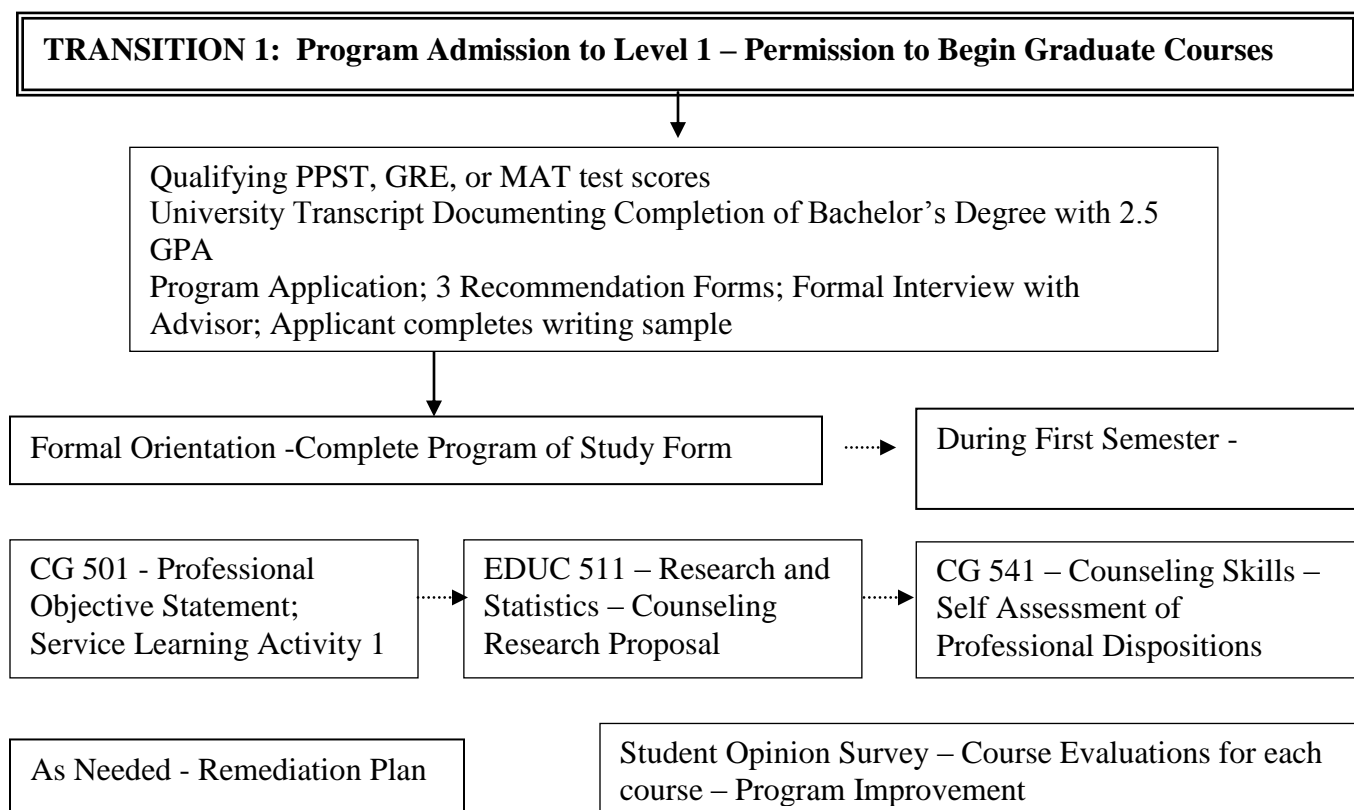 TRANSITION 1:  Program Admission to Level 1 – Permission to Begin Graduate Courses
Qualifying PPST, GRE, or MAT test scores
University Transcript Documenting Completion of Bachelor’s Degree with 2.5
GPA
Program Application; 3 Recommendation Forms; Formal Interview with
Advisor; Applicant completes writing sample
Formal Orientation -Complete Program of Study Form
During First Semester -
CG 501 - Professional
Objective Statement;
Service Learning Activity 1
EDUC 511 – Research and
Statistics – Counseling
Research Proposal
CG 541 – Counseling Skills –
Self Assessment of
Professional Dispositions
As Needed - Remediation Plan
Student Opinion Survey – Course Evaluations for each
course – Program Improvement